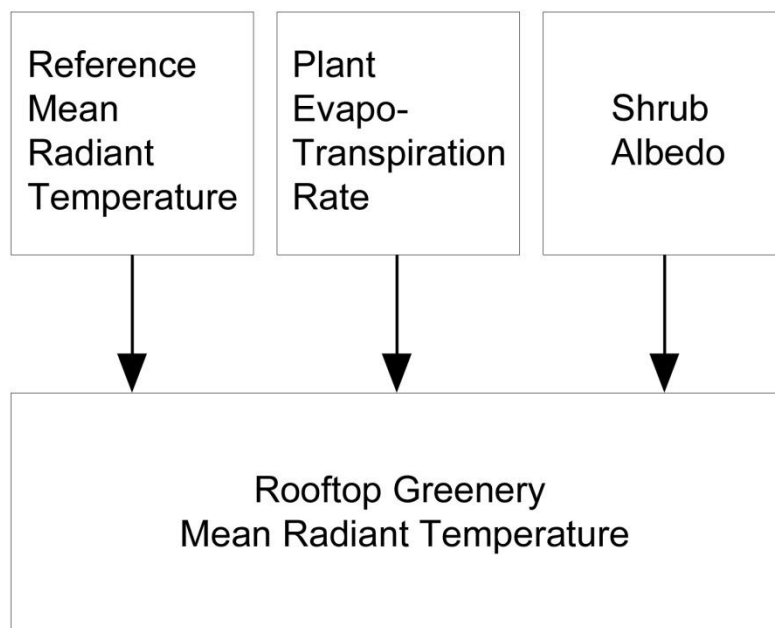 Reference
Mean
Radiant
Temperature
Plant
Evapo-
Transpiration
Rate
Shrub
Albedo
Rooftop Greenery
Mean Radiant Temperature